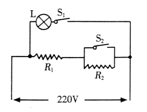 L S₁
S₂
R₁
R₂
220V